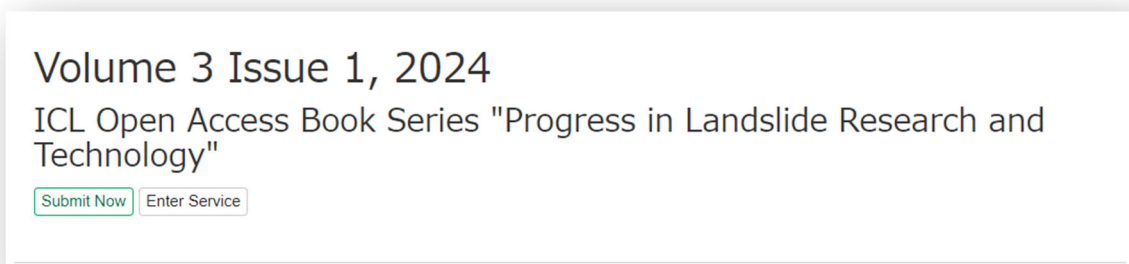 Volume 3 Issue 1, 2024
ICL Open Access Book Series "Progress in Landslide Research and
Technology"
Submit Now Enter Service